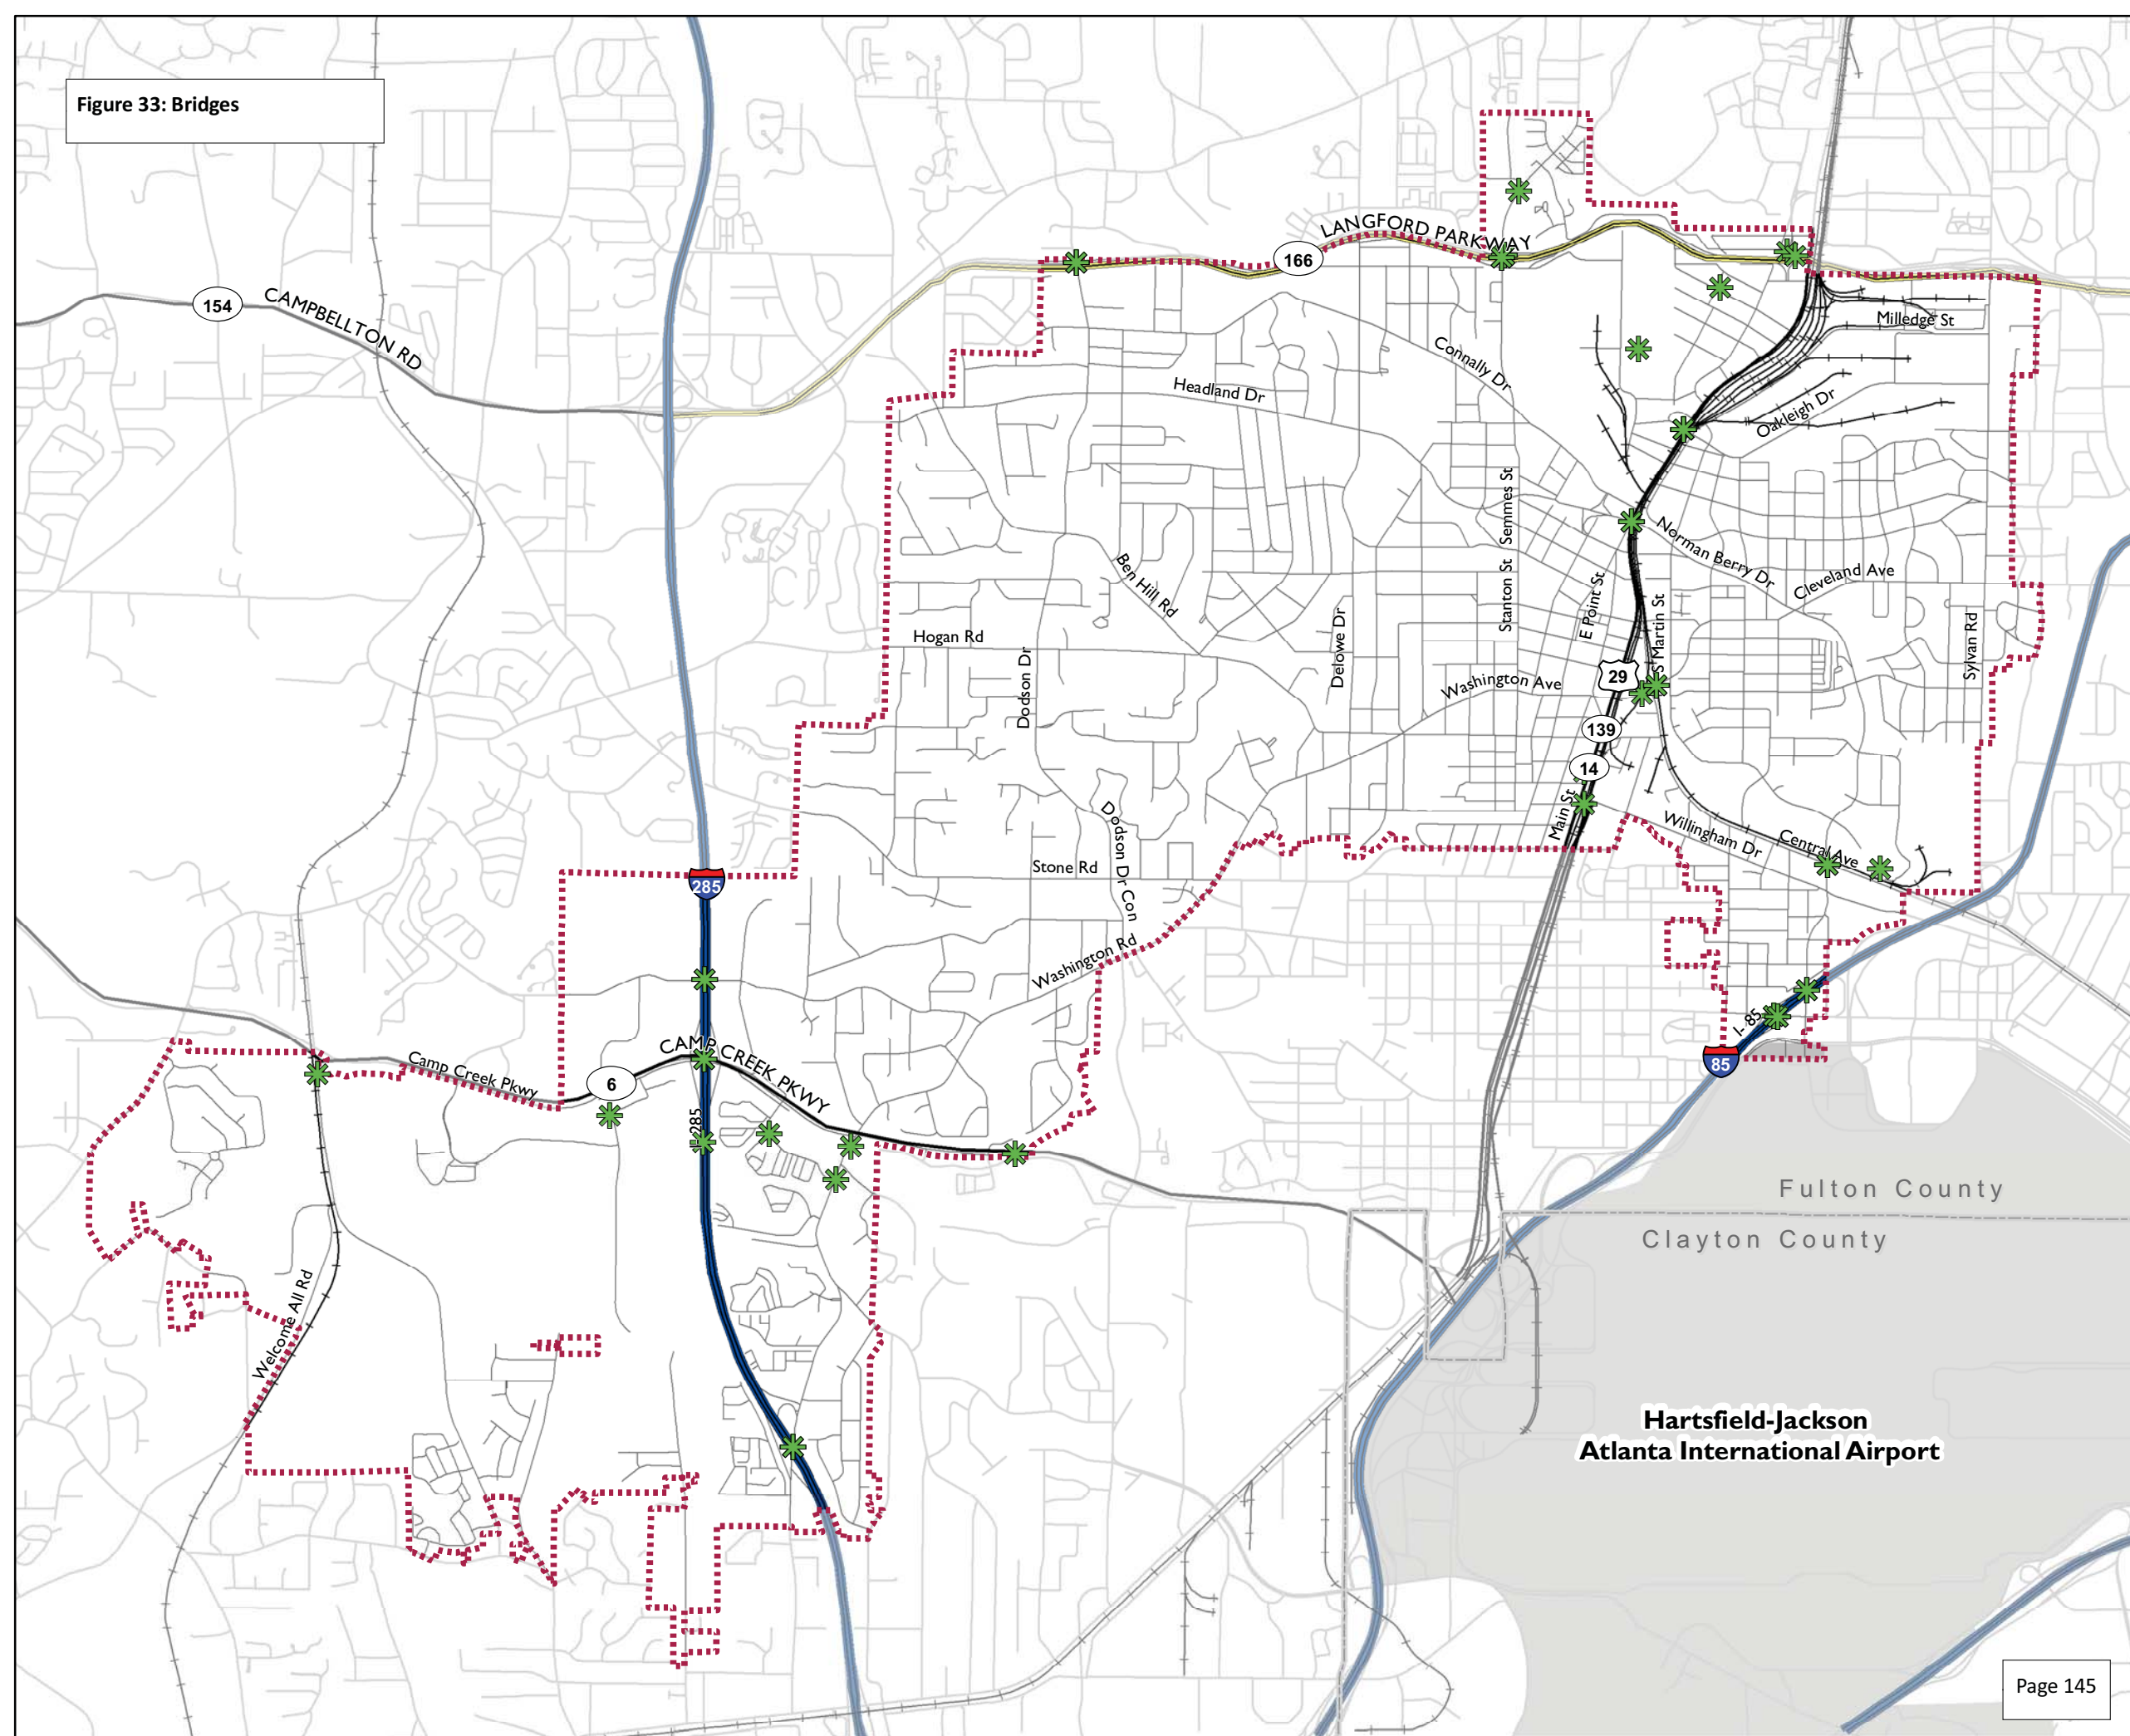 Figure 33: Bridges
LANGFORD PARKWAY
166
154
CAMPBELLTON RD
Milledge St
Connally Dr
Headland Dr
Oakleigh Dr
Semmes St
Norman Berry Dr
Cleveland Ave
Ben Hill Rd
Stanton St
E Point St
S Martin St
Hogan Rd
Delowe Dr
Sylvan Rd
Dodson Dr
Washington Ave
29
139
14
Main St
Dodson Dr Con
Willingham Dr
Central Ave
Stone Rd
285
Washington Rd
I-85
85
CAMP CREEK PKWY
Camp Creek Pkwy
6
I-285
Fulton County
Clayton County
Welcome All Rd
Hartsfield-Jackson
Atlanta International Airport
Page 145